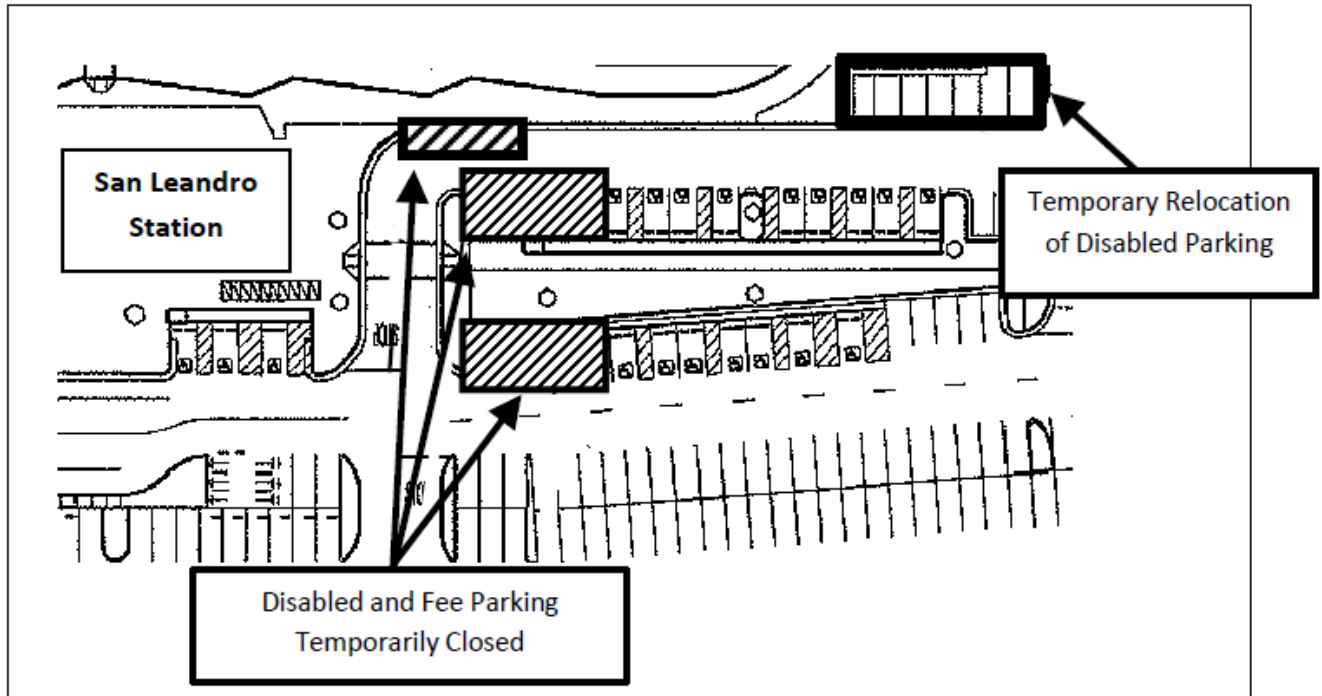 San Leandro
Station
Temporary Relocation
of Disabled Parking
Disabled and Fee Parking
Temporarily Closed